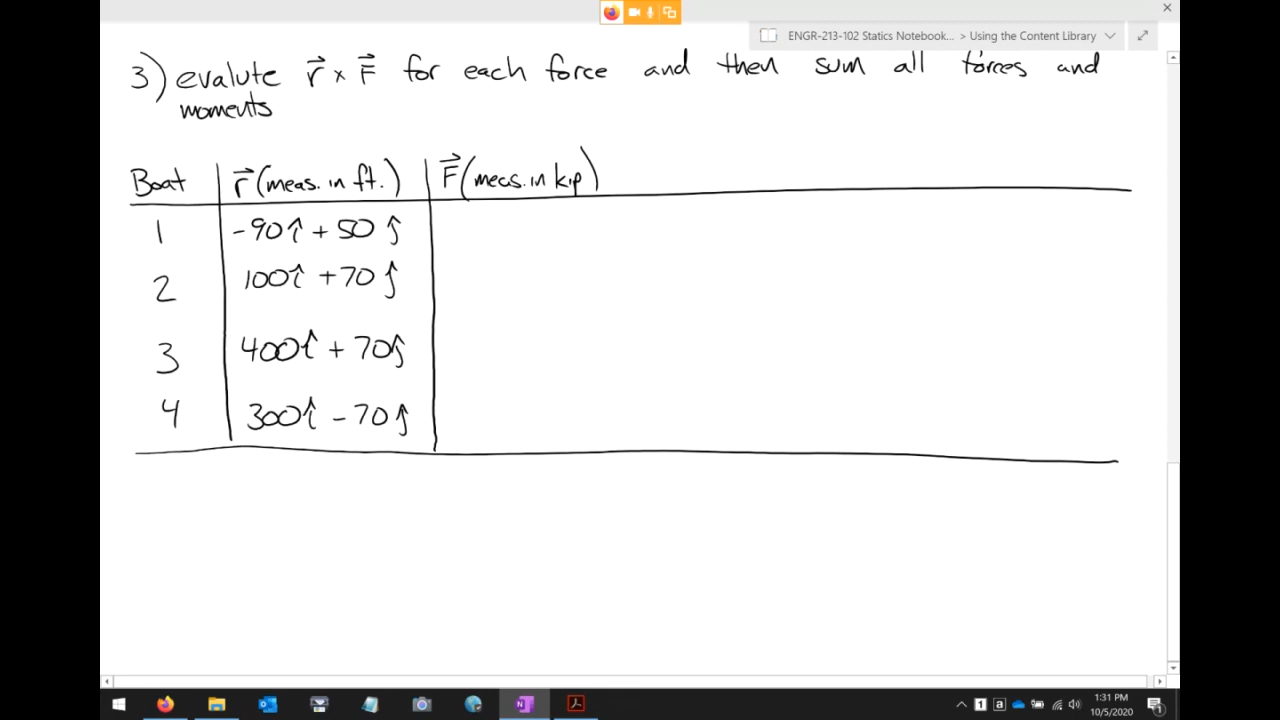 ENGR-213-102 Statics Notebook... > Using the Content Library
3) evalute r⃗ x F⃗ for each force and then sum all forces and
moments
Boat r⃗ (meas. in ft.) F⃗ (meas. in kip)
1 -90î + 50ĵ
2 100î + 70ĵ
3 400î + 70ĵ
4 300î - 70ĵ
1:31 PM
10/5/2020